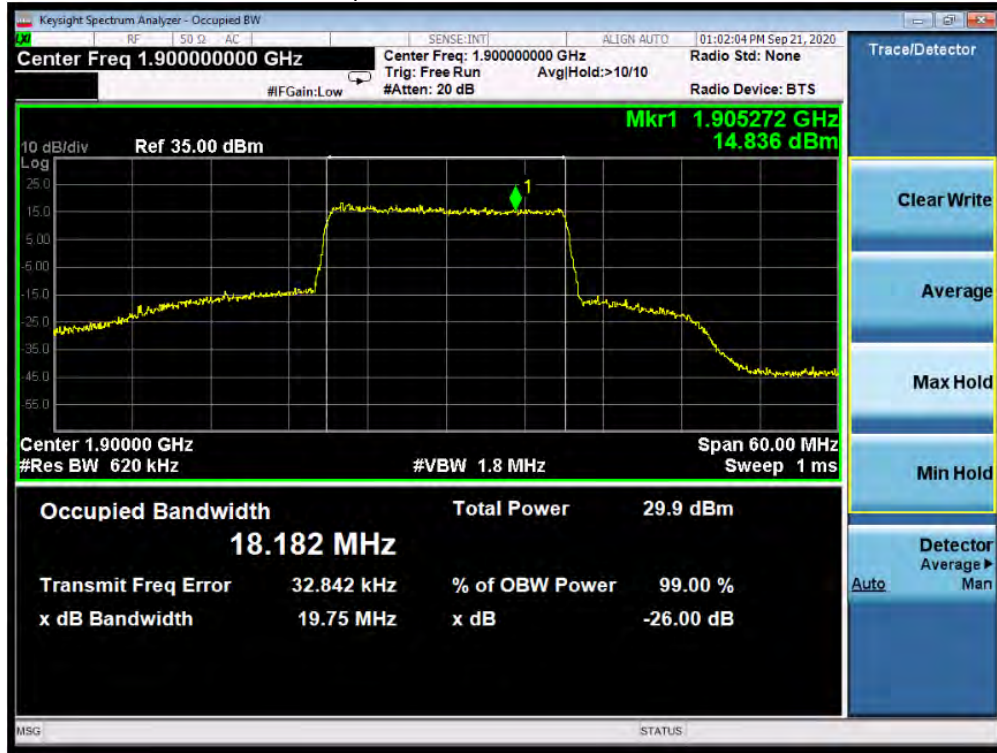 Keysight Spectrum Analyzer - Occupied BW
LXI RF 50 Ω AC SENSE:INT ALIGN AUTO 01:02:04 PM Sep 21, 2020
Center Freq 1.900000000 GHz
Center Freq: 1.900000000 GHz
Radio Std: None
Trig: Free Run Avg|Hold:>10/10
#IFGain:Low
#Atten: 20 dB
Radio Device: BTS
Mkr1 1.905272 GHz
14.836 dBm
10 dB/div Ref 35.00 dBm
Log
25.0
15.0
5.00
-5.00
-15.0
-25.0
-35.0
-45.0
-55.0
1
Center 1.90000 GHz
Span 60.00 MHz
#Res BW 620 kHz
#VBW 1.8 MHz
Sweep 1 ms
Occupied Bandwidth
Total Power 29.9 dBm
18.182 MHz
Transmit Freq Error 32.842 kHz
% of OBW Power 99.00 %
x dB Bandwidth 19.75 MHz
x dB -26.00 dB
Trace/Detector
Clear Write
Average
Max Hold
Min Hold
Detector
Average
Auto Man
MSG
STATUS